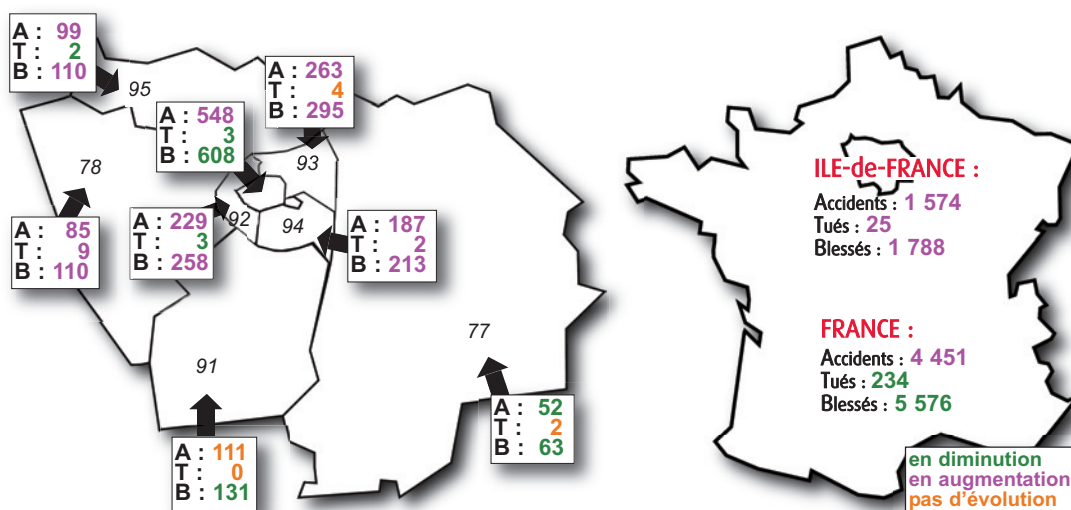 A : 99
T : 2
B : 110
95
A : 263
T : 4
B : 295
A : 548
T : 3
B : 608
93
78
A : 229
T : 3
B : 258
92
94
A : 187
T : 2
B : 213
A : 85
T : 9
B : 110
91
77
A : 111
T : 0
B : 131
A : 52
T : 2
B : 63
ILE-de-FRANCE :
Accidents : 1 574
Tués : 25
Blessés : 1 788
FRANCE :
Accidents : 4 451
Tués : 234
Blessés : 5 576
en diminution
en augmentation
pas d'évolution